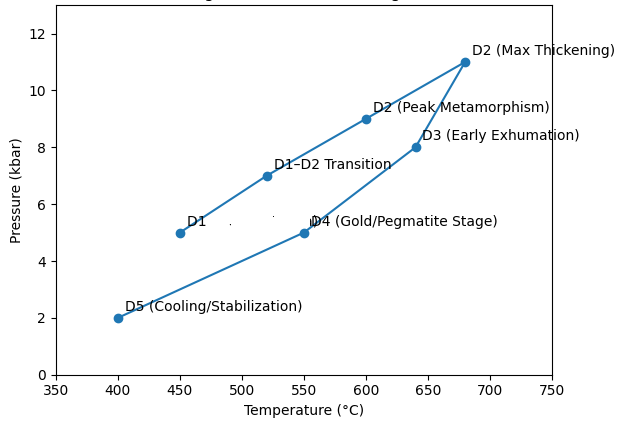 12
D2 (Max Thickening)
10
D2 (Peak Metamorphism)
D3 (Early Exhumation)
8
D1–D2 Transition
Pressure (kbar)
6
D1
D4 (Gold/Pegmatite Stage)
4
D5 (Cooling/Stabilization)
2
0
350 400 450 500 550 600 650 700 750
Temperature (°C)